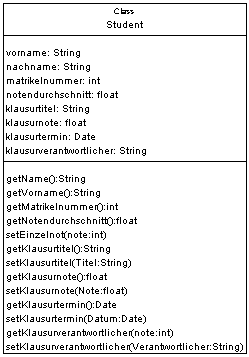 Class
Student
vorname: String
nachname: String
matrikelnummer: int
notendurchschnitt: float
klausurtitel: String
klausurnote: float
klausurtermin: Date
klausurverantwortlicher: String
getName():String
getVorname():String
getMatrikelnummer():int
getNotendurchschnitt():float
setEinzelnot(note:int)
getKlausurtitel():String
setKlausurtitel(Titel:String)
getKlausurnote():float
setKlausurnote(Note:float)
getKlausurtermin():Date
setKlausurtermin(Datum:Date)
getKlausurverantwortlicher(note:int)
setKlausurverantwortlicher(Verantwortlicher:String)